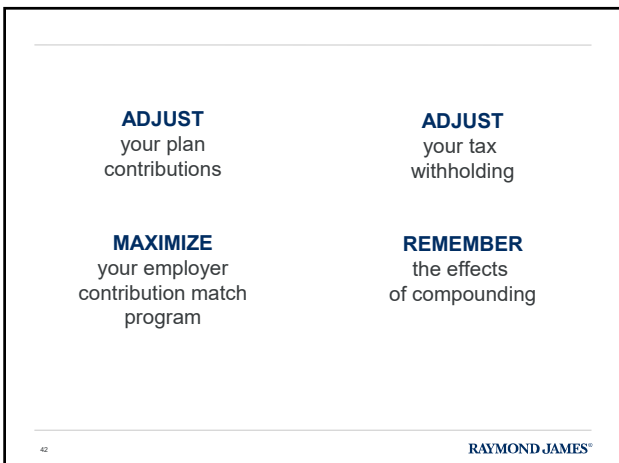 ADJUST
your plan
contributions
ADJUST
your tax
withholding
MAXIMIZE
your employer
contribution match
program
REMEMBER
the effects
of compounding
42
RAYMOND JAMES®